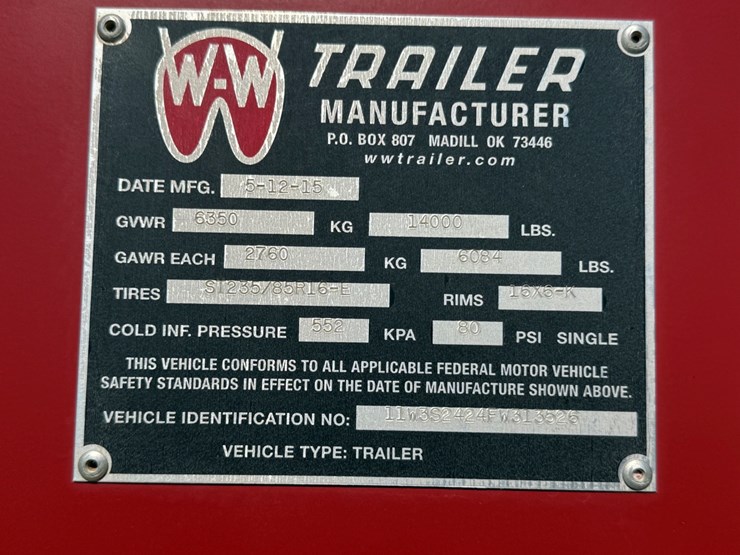 W-W TRAILER
MANUFACTURER
P.O. BOX 807 MADILL OK 73446
wwtrailer.com
DATE MFG. 5-12-15
GVWR 6350 KG 14000 LBS.
GAWR EACH 2760 KG 6084 LBS.
TIRES ST235/85R16-E RIMS 16X6-K
COLD INF. PRESSURE 552 KPA 80 PSI SINGLE
THIS VEHICLE CONFORMS TO ALL APPLICABLE FEDERAL MOTOR VEHICLE
SAFETY STANDARDS IN EFFECT ON THE DATE OF MANUFACTURE SHOWN ABOVE.
VEHICLE IDENTIFICATION NO: 11W3S2424FW313525
VEHICLE TYPE: TRAILER